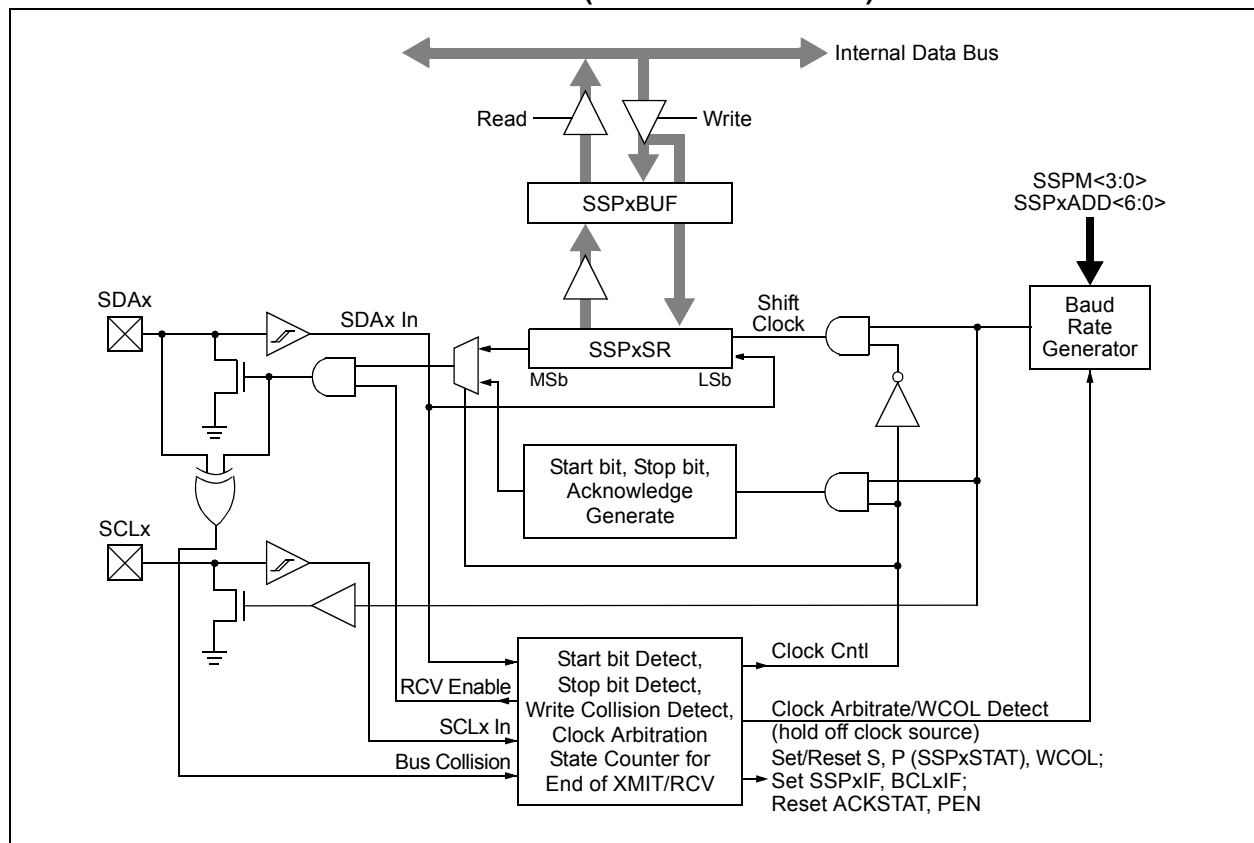 Internal Data Bus
Read
Write
SSPxBUF
SSPM<3:0>
SSPxADD<6:0>
Baud
Rate
Generator
SDAx
SDAx In
Shift
Clock
SSPxSR
MSb
LSb
Start bit, Stop bit,
Acknowledge
Generate
SCLx
Start bit Detect,
Stop bit Detect,
Write Collision Detect,
Clock Arbitration
State Counter for
End of XMIT/RCV
RCV Enable
SCLx In
Bus Collision
Clock Cntl
Clock Arbitrate/WCOL Detect
(hold off clock source)
Set/Reset S, P (SSPxSTAT), WCOL;
Set SSPxIF, BCLxIF;
Reset ACKSTAT, PEN